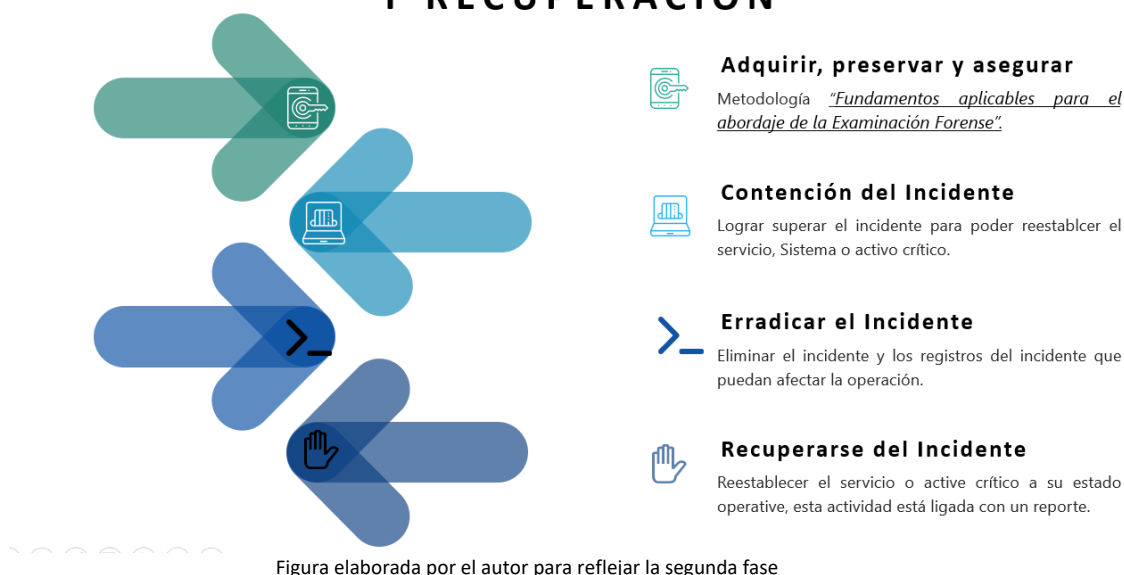 Y RECUPERACIÓN
Adquirir, preservar y asegurar
Metodología "Fundamentos aplicables para el
abordaje de la Examinación Forense".
Contención del Incidente
Lograr superar el incidente para poder reestablcer el
servicio, Sistema o activo crítico.
Erradicar el Incidente
Eliminar el incidente y los registros del incidente que
puedan afectar la operación.
Recuperarse del Incidente
Reestablecer el servicio o active crítico a su estado
operative, esta actividad está ligada con un reporte.
Figura elaborada por el autor para reflejar la segunda fase